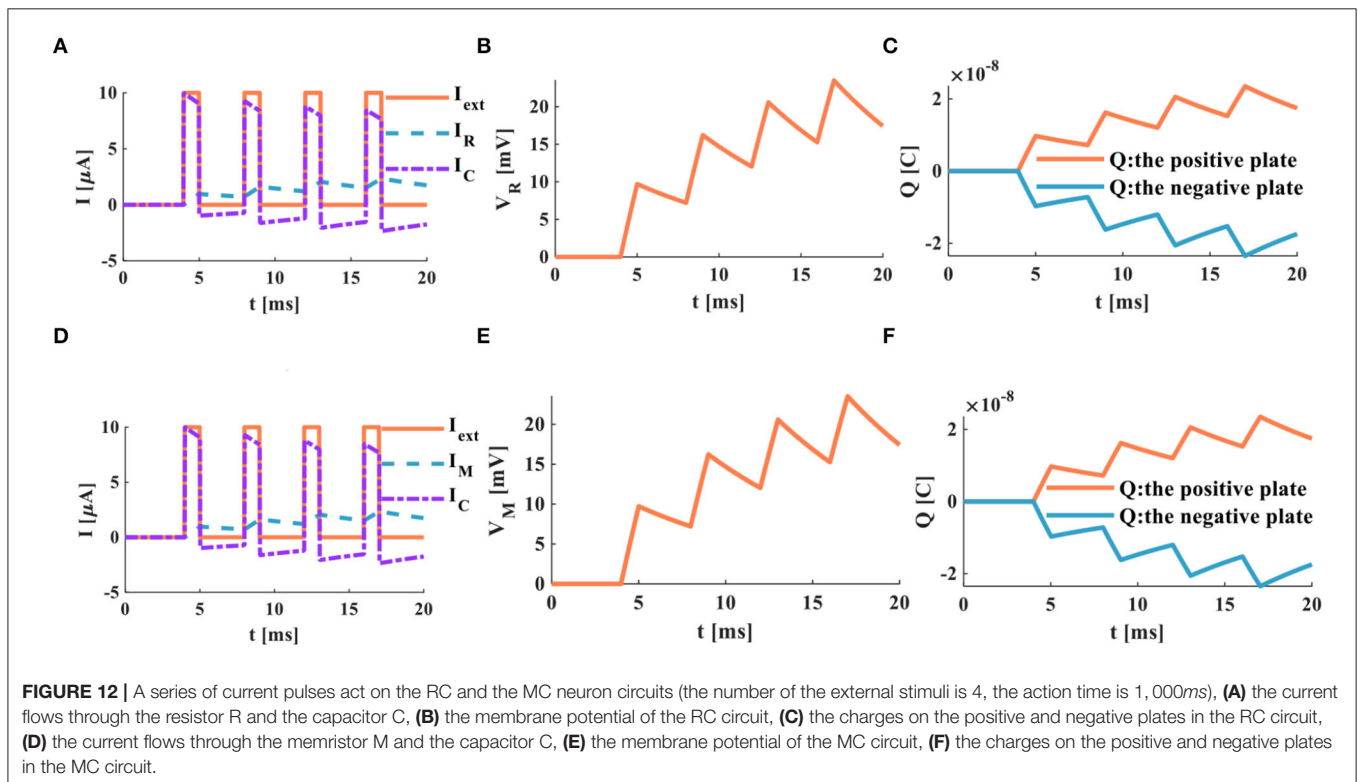 A
I [μA]
10
5
0
-5
0
5
10
15
20
t [ms]
I_ext
I_R
I_C
B
V_R [mV]
20
15
10
5
0
0
5
10
15
20
t [ms]
C
×10^-8
Q [C]
2
0
-2
0
5
10
15
20
t [ms]
Q:the positive plate
Q:the negative plate
D
I [μA]
10
5
0
-5
0
5
10
15
20
t [ms]
I_ext
I_M
I_C
E
V_M [mV]
20
15
10
5
0
0
5
10
15
20
t [ms]
F
×10^-8
Q [C]
2
0
-2
0
5
10
15
20
t [ms]
Q:the positive plate
Q:the negative plate
FIGURE 12 | A series of current pulses act on the RC and the MC neuron circuits (the number of the external stimuli is 4, the action time is 1, 000ms), (A) the current
flows through the resistor R and the capacitor C, (B) the membrane potential of the RC circuit, (C) the charges on the positive and negative plates in the RC circuit,
(D) the current flows through the memristor M and the capacitor C, (E) the membrane potential of the MC circuit, (F) the charges on the positive and negative plates
in the MC circuit.